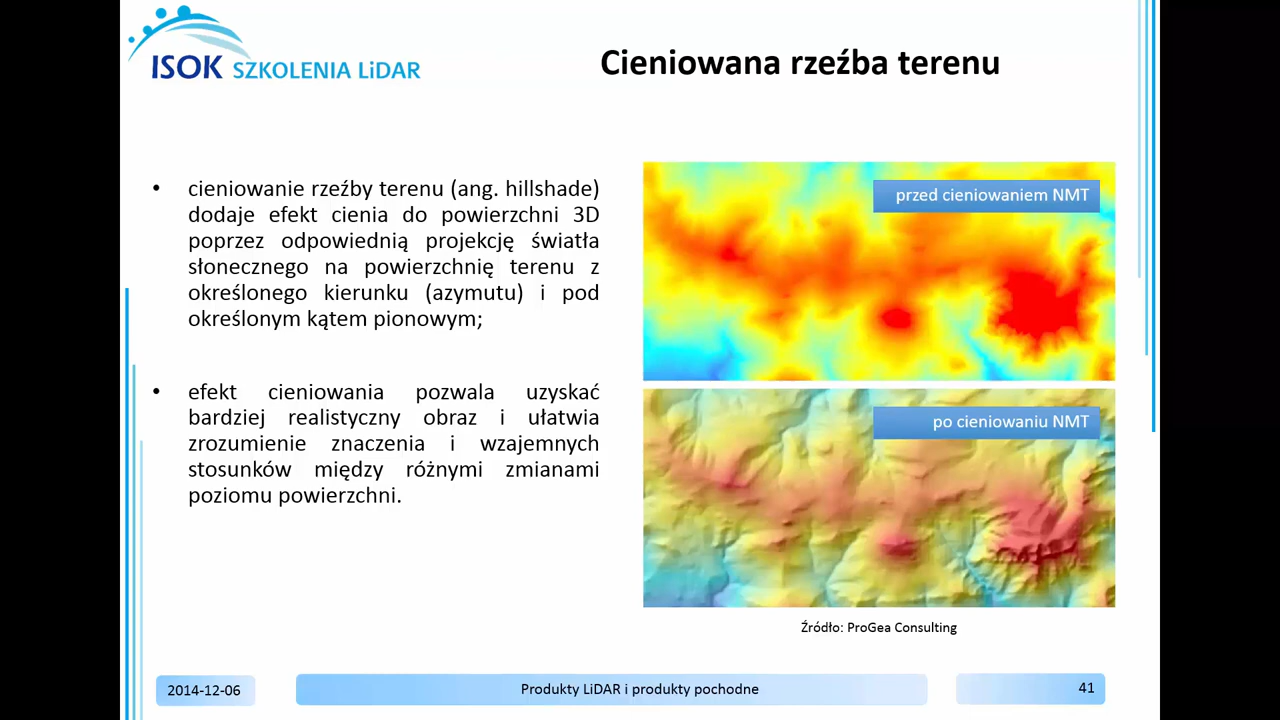 ISOK SZKOLENIA LiDAR
Cieniowana rzeźba terenu
• cieniowanie rzeźby terenu (ang. hillshade)
dodaje efekt cienia do powierzchni 3D
poprzez odpowiednią projekcję światła
słonecznego na powierzchnię terenu z
określonego kierunku (azymutu) i pod
określonym kątem pionowym;
• efekt cieniowania pozwala uzyskać
bardziej realistyczny obraz i ułatwia
zrozumienie znaczenia i wzajemnych
stosunków między różnymi zmianami
poziomu powierzchni.
przed cieniowaniem NMT
po cieniowaniu NMT
Źródło: ProGea Consulting
2014-12-06
Produkty LiDAR i produkty pochodne
41